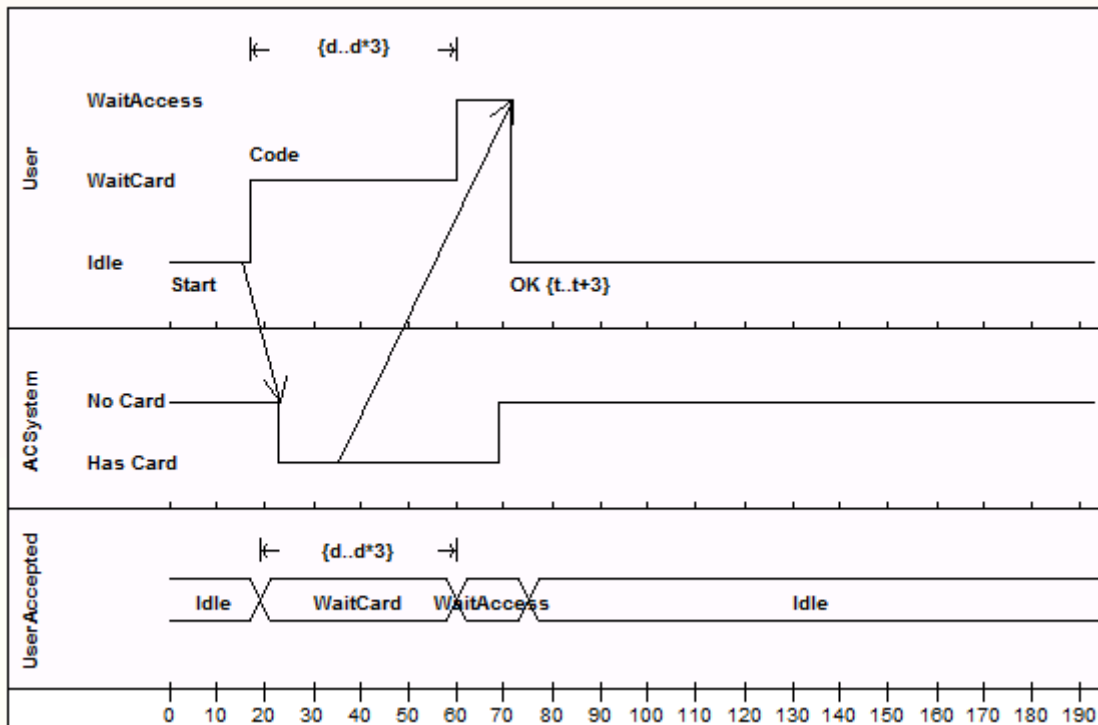 {d..d*3}
WaitAccess
Code
WaitCard
Idle
Start
OK {t..t+3}
User
No Card
Has Card
ACSystem
{d..d*3}
Idle WaitCard WaitAccess Idle
UserAccepted
0 10 20 30 40 50 60 70 80 90 100 110 120 130 140 150 160 170 180 190